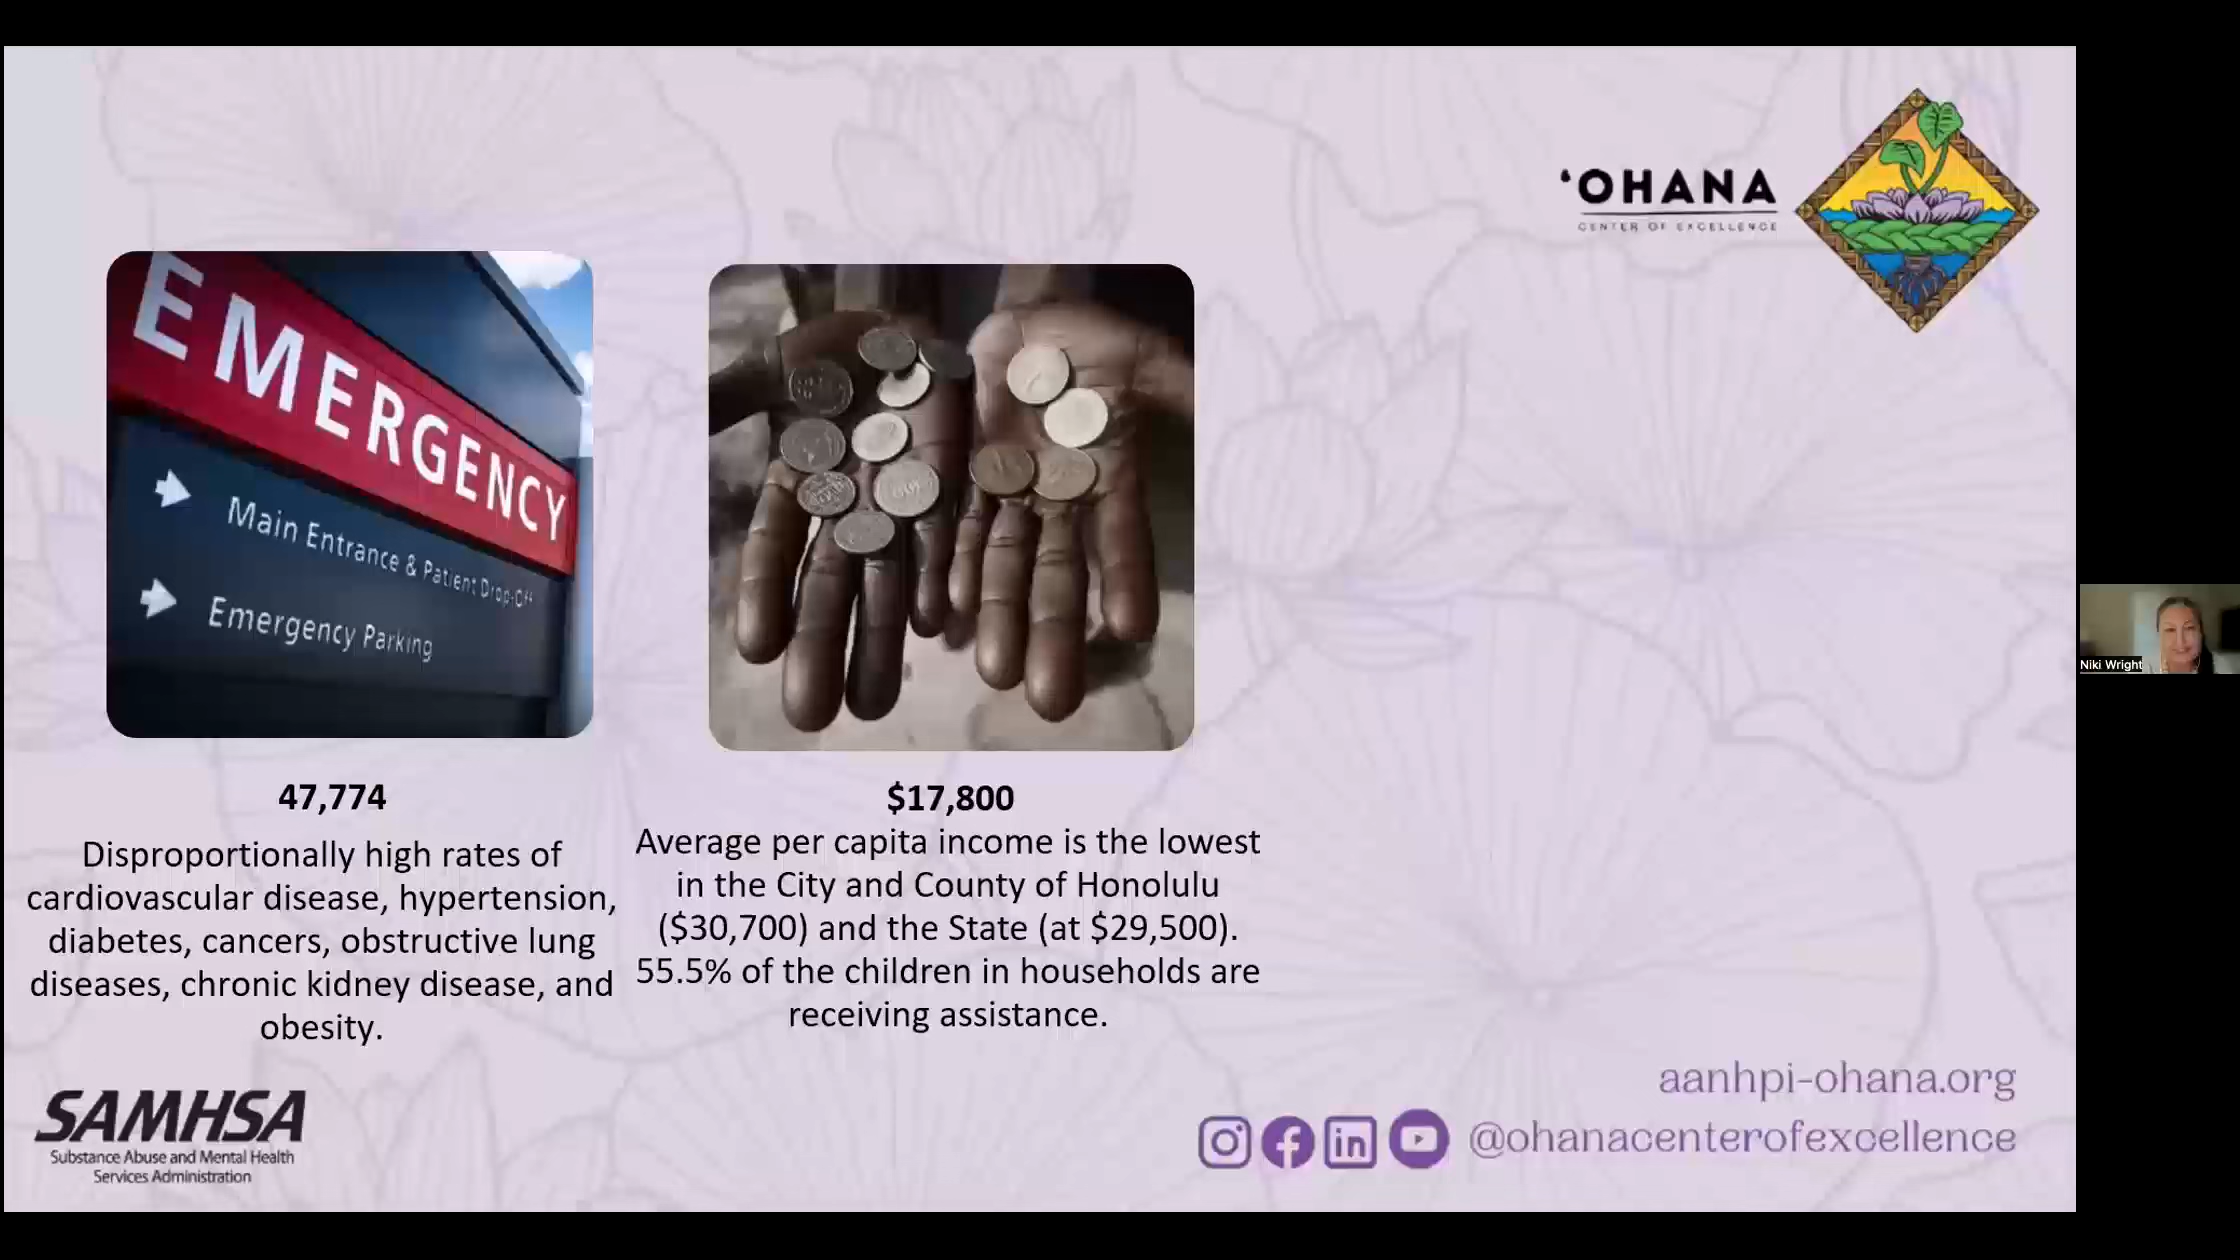 ʻOHANA
CENTER OF EXCELLENCE
EMERGENCY
Main Entrance & Patient Drop-Off
Emergency Parking
47,774
Disproportionally high rates of
cardiovascular disease, hypertension,
diabetes, cancers, obstructive lung
diseases, chronic kidney disease, and
obesity.
$17,800
Average per capita income is the lowest
in the City and County of Honolulu
($30,700) and the State (at $29,500).
55.5% of the children in households are
receiving assistance.
Niki Wright
SAMHSA
Substance Abuse and Mental Health
Services Administration
aanhpi-ohana.org
@ohanacenterofexcellence